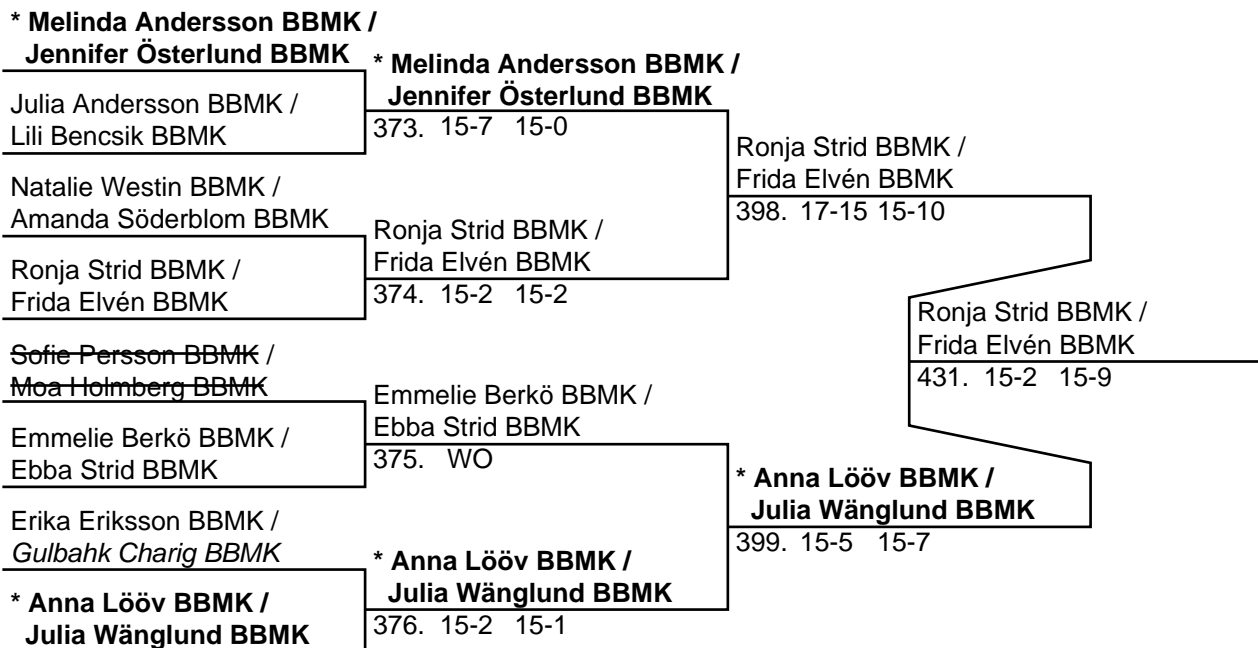 * Melinda Andersson BBMK /
Jennifer Österlund BBMK
Julia Andersson BBMK /
Lili Bencsik BBMK
Natalie Westin BBMK /
Amanda Söderblom BBMK
Ronja Strid BBMK /
Frida Elvén BBMK
Sofie Persson BBMK /
Moa Holmberg BBMK
Emmelie Berkö BBMK /
Ebba Strid BBMK
Erika Eriksson BBMK /
Gulbahk Charig BBMK
* Anna Lööv BBMK /
Julia Wänglund BBMK
* Melinda Andersson BBMK /
Jennifer Österlund BBMK
373. 15-7 15-0
Ronja Strid BBMK /
Frida Elvén BBMK
374. 15-2 15-2
Emmelie Berkö BBMK /
Ebba Strid BBMK
375. WO
* Anna Lööv BBMK /
Julia Wänglund BBMK
376. 15-2 15-1
Ronja Strid BBMK /
Frida Elvén BBMK
398. 17-15 15-10
* Anna Lööv BBMK /
Julia Wänglund BBMK
399. 15-5 15-7
Ronja Strid BBMK /
Frida Elvén BBMK
431. 15-2 15-9